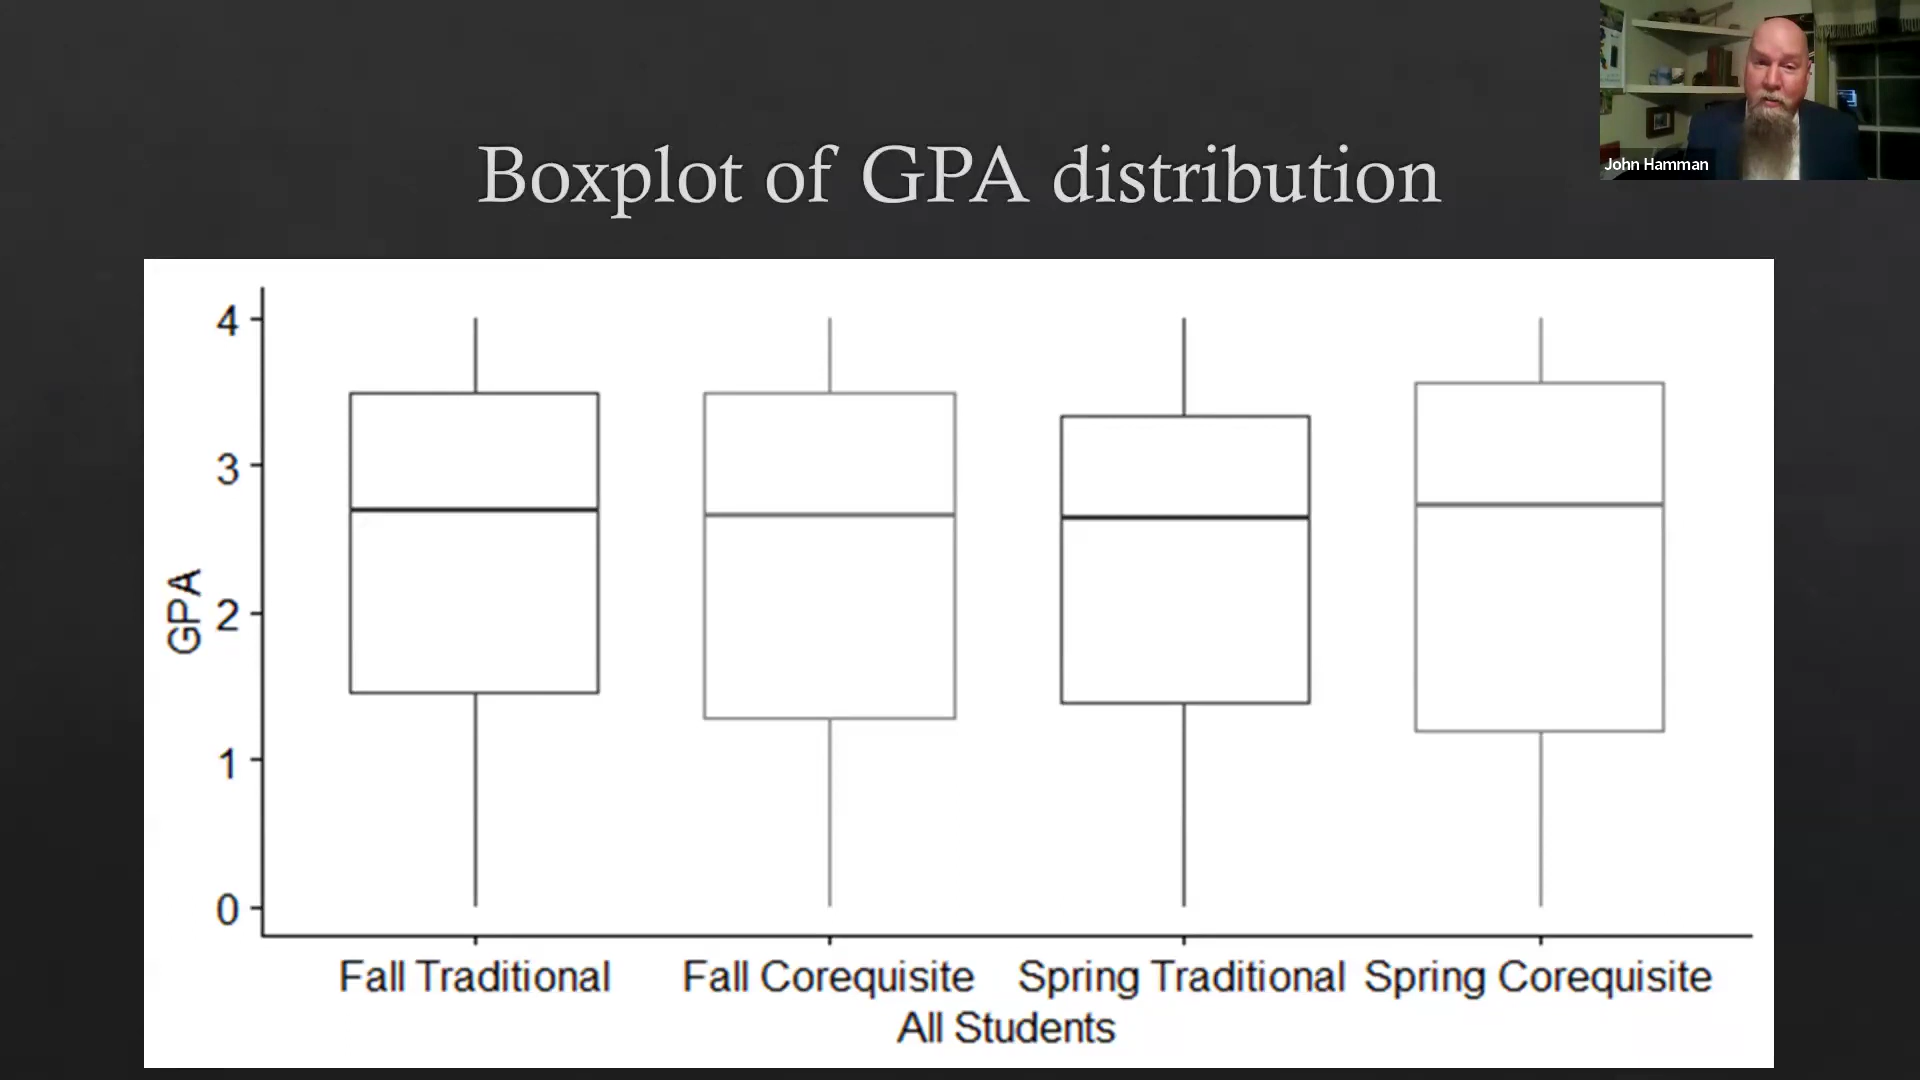 John Hamman
Boxplot of GPA distribution
4
3
2
1
0
GPA
Fall Traditional
Fall Corequisite
Spring Traditional
Spring Corequisite
All Students